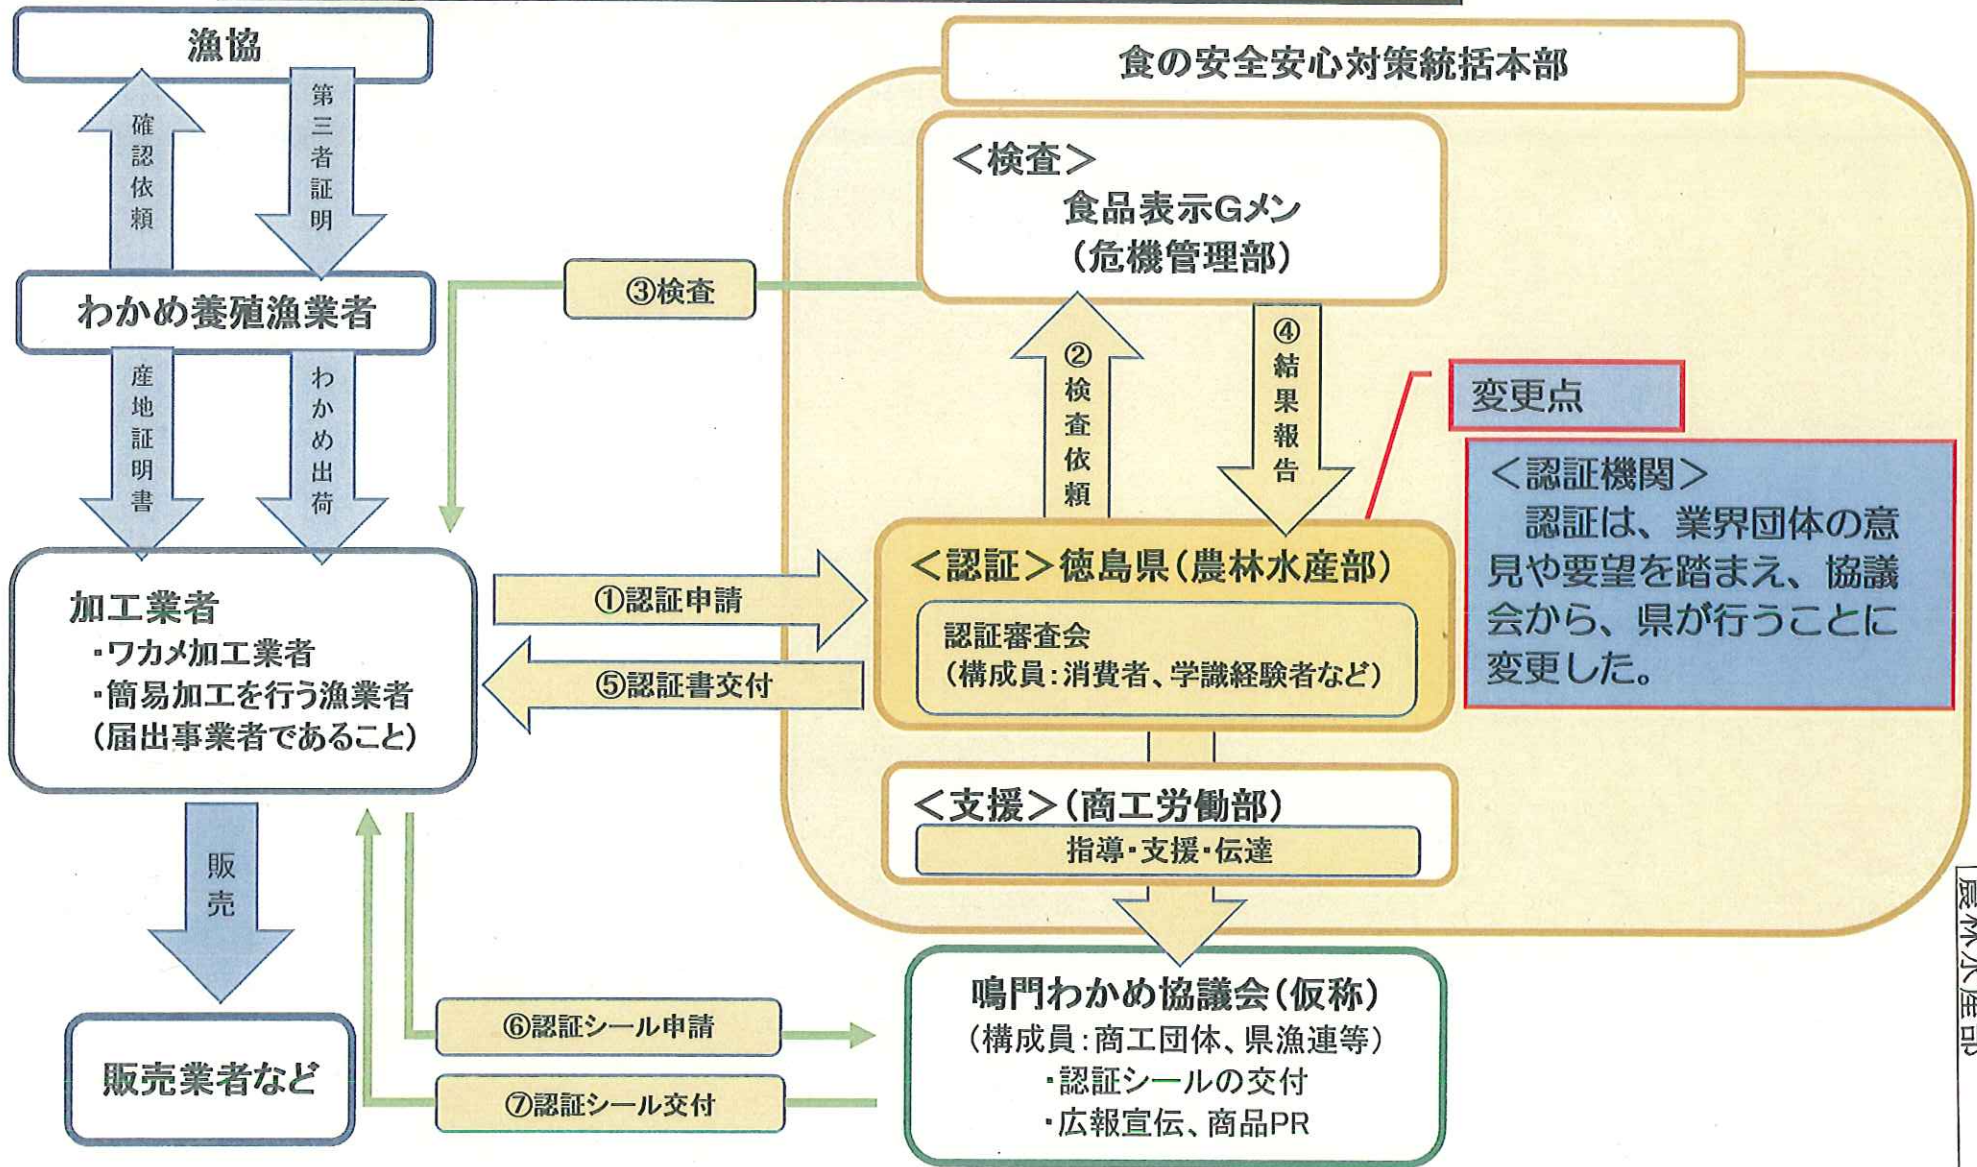 漁協
確認依頼
第三者証明
わかめ養殖漁業者
産地証明書
わかめ出荷
加工業者
・ワカメ加工業者
・簡易加工を行う漁業者
(届出事業者であること)
販売
販売業者など
食の安全安心対策統括本部
<検査>
食品表示Gメン
(危機管理部)
③検査
②検査依頼
④結果報告
変更点
<認証機関>
認証は、業界団体の意
見や要望を踏まえ、協議
会から、県が行うことに
変更した。
①認証申請
⑤認証書交付
<認証>徳島県(農林水産部)
認証審査会
(構成員:消費者、学識経験者など)
<支援>(商工労働部)
指導・支援・伝達
鳴門わかめ協議会(仮称)
(構成員:商工団体、県漁連等)
・認証シールの交付
・広報宣伝、商品PR
⑥認証シール申請
⑦認証シール交付
農林水産部